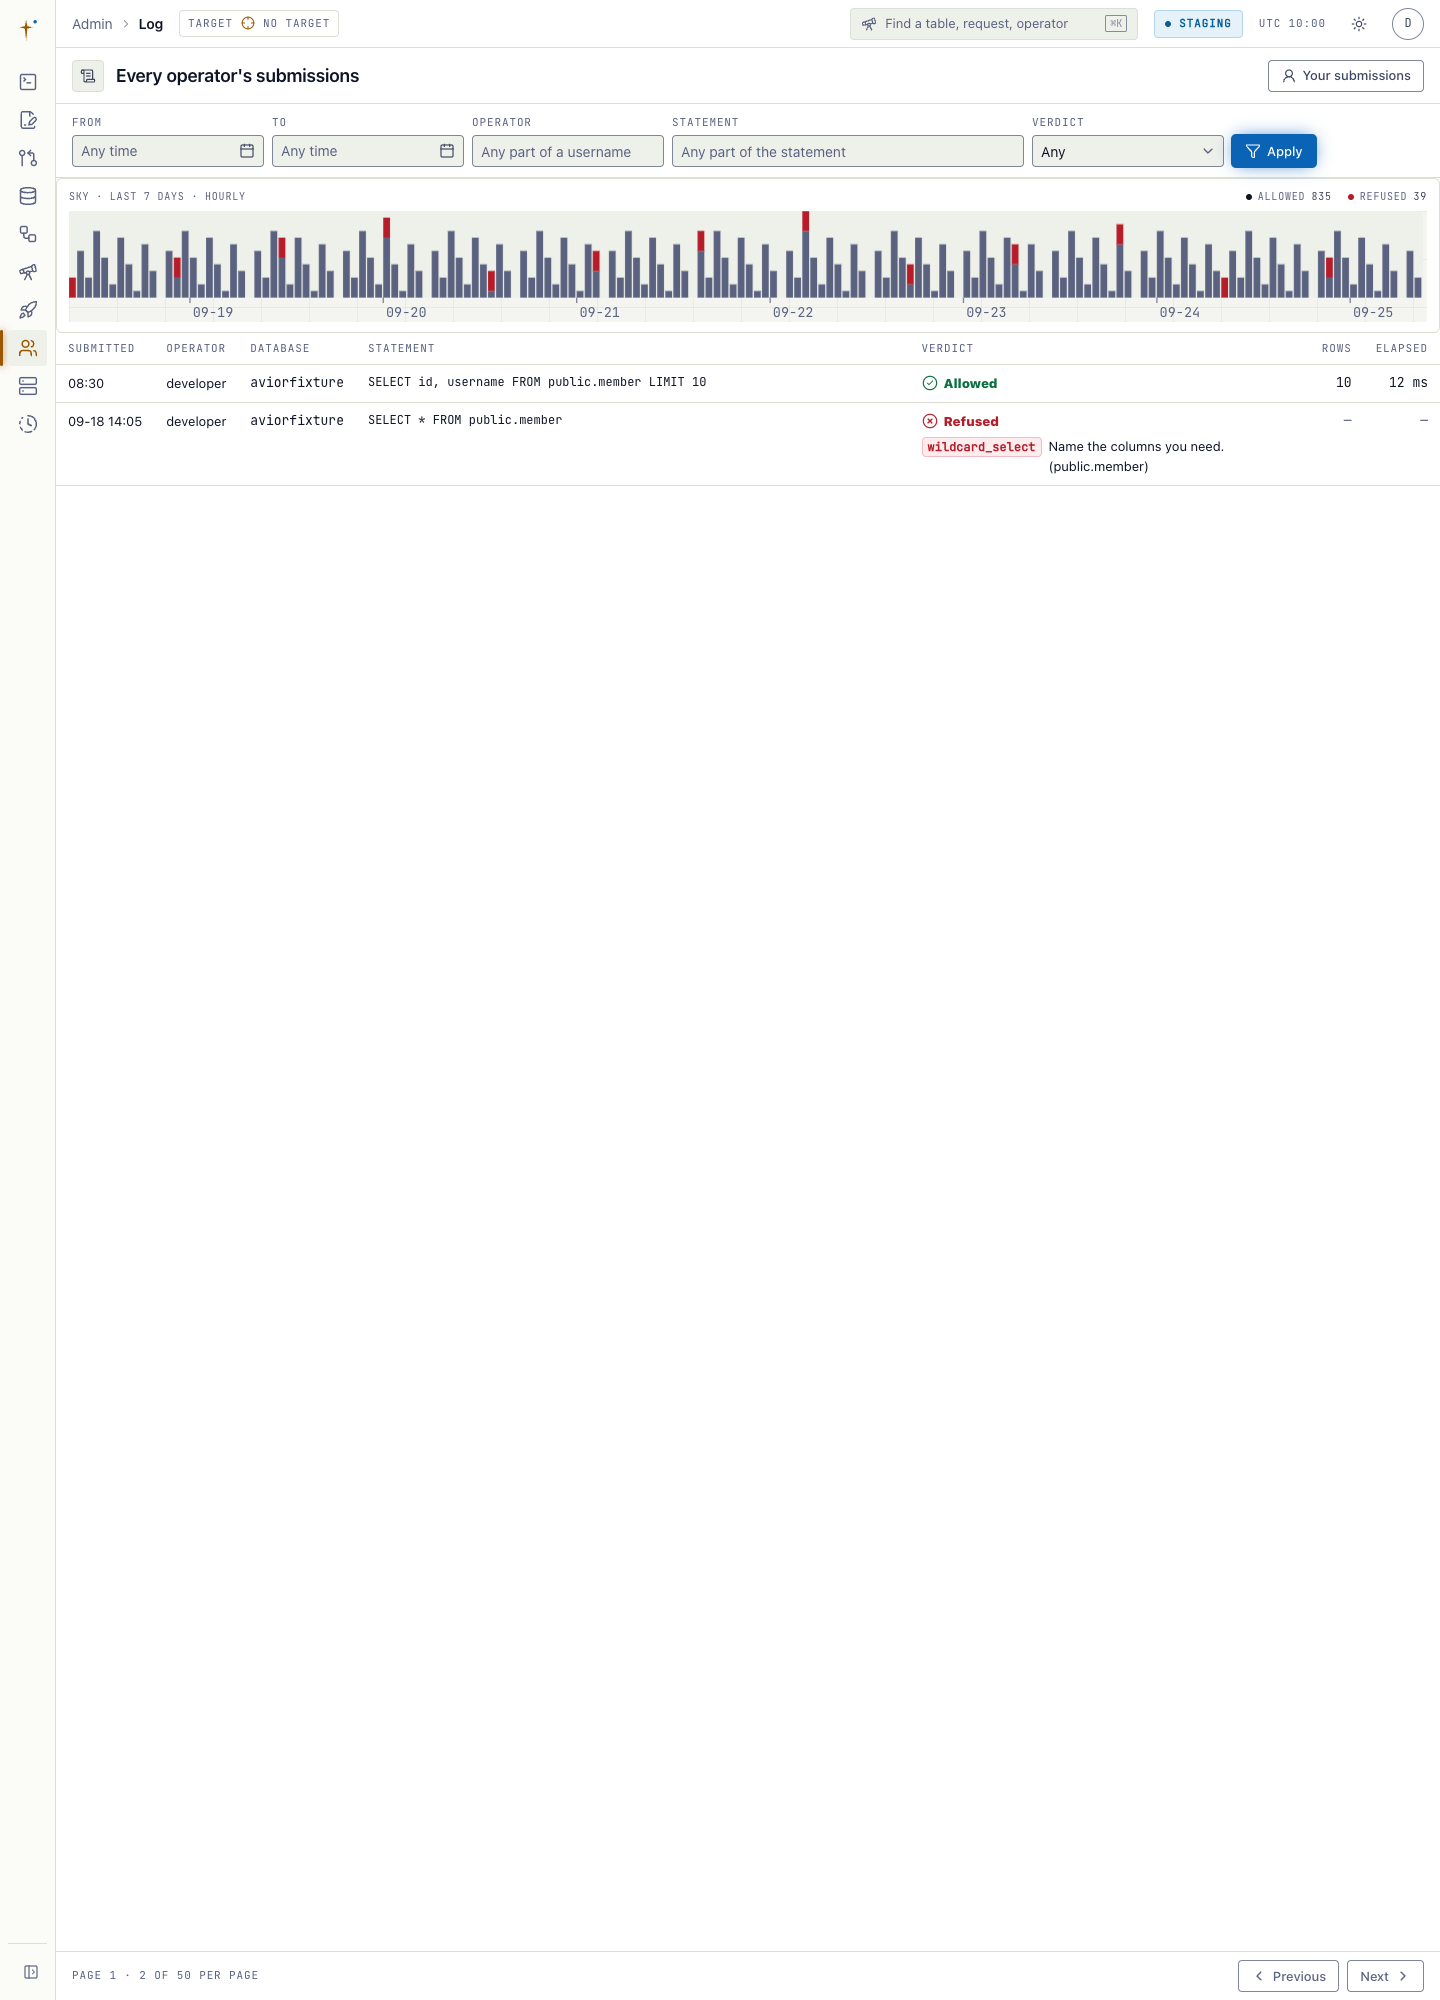 Admin > Log
TARGET NO TARGET
Find a table, request, operator ⌘K
STAGING
UTC 10:00
D
Every operator's submissions
Your submissions
FROM TO OPERATOR STATEMENT VERDICT
Any time Any time Any part of a username Any part of the statement Any Apply
SKY · LAST 7 DAYS · HOURLY
ALLOWED 835 REFUSED 39
09-19 09-20 09-21 09-22 09-23 09-24 09-25
SUBMITTED OPERATOR DATABASE STATEMENT VERDICT ROWS ELAPSED
08:30 developer aviorfixture SELECT id, username FROM public.member LIMIT 10 Allowed 10 12 ms
09-18 14:05 developer aviorfixture SELECT * FROM public.member Refused — —
wildcard_select Name the columns you need.
(public.member)
PAGE 1 · 2 OF 50 PER PAGE
Previous Next